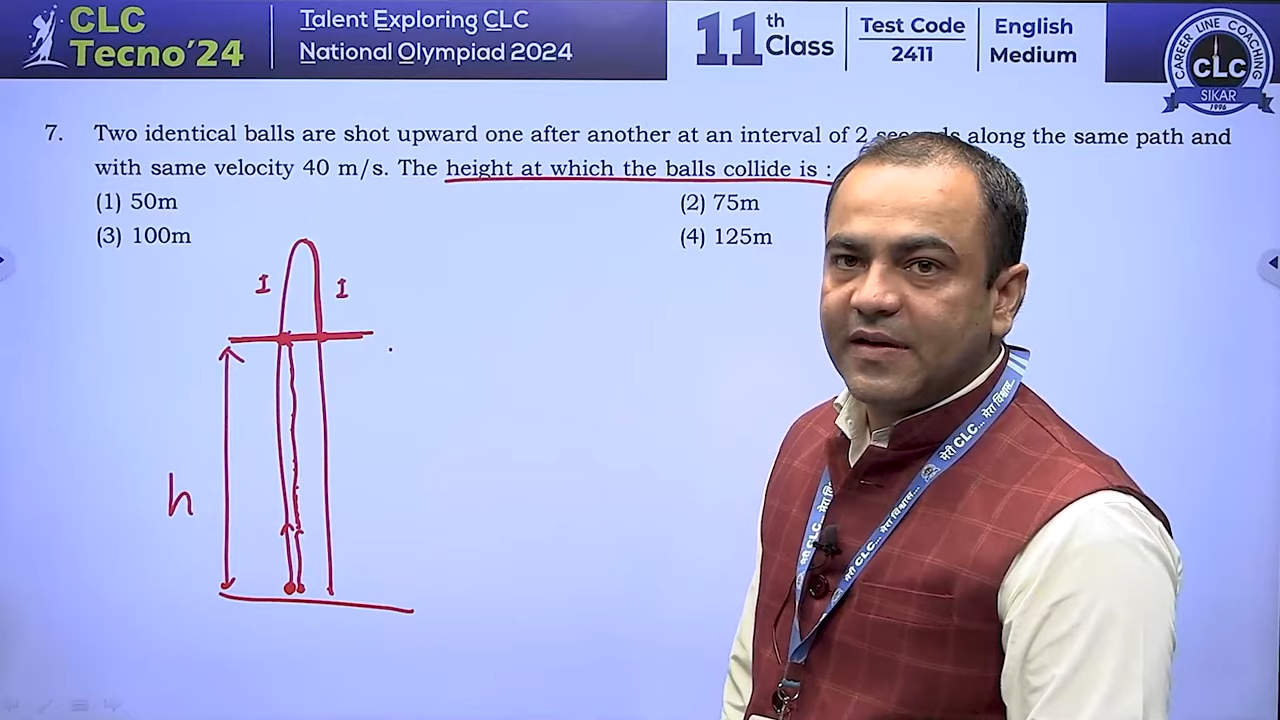 CLC
Tecno'24
Talent Exploring CLC
National Olympiad 2024
11th Class
Test Code
2411
English
Medium
CAREER LINE COACHING
CLC
SIKAR
1996
7. Two identical balls are shot upward one after another at an interval of 2 seconds along the same path and
with same velocity 40 m/s. The height at which the balls collide is :
(1) 50m (2) 75m
(3) 100m (4) 125m
I I
h
मेरी CLC... मेरा विश्वास...